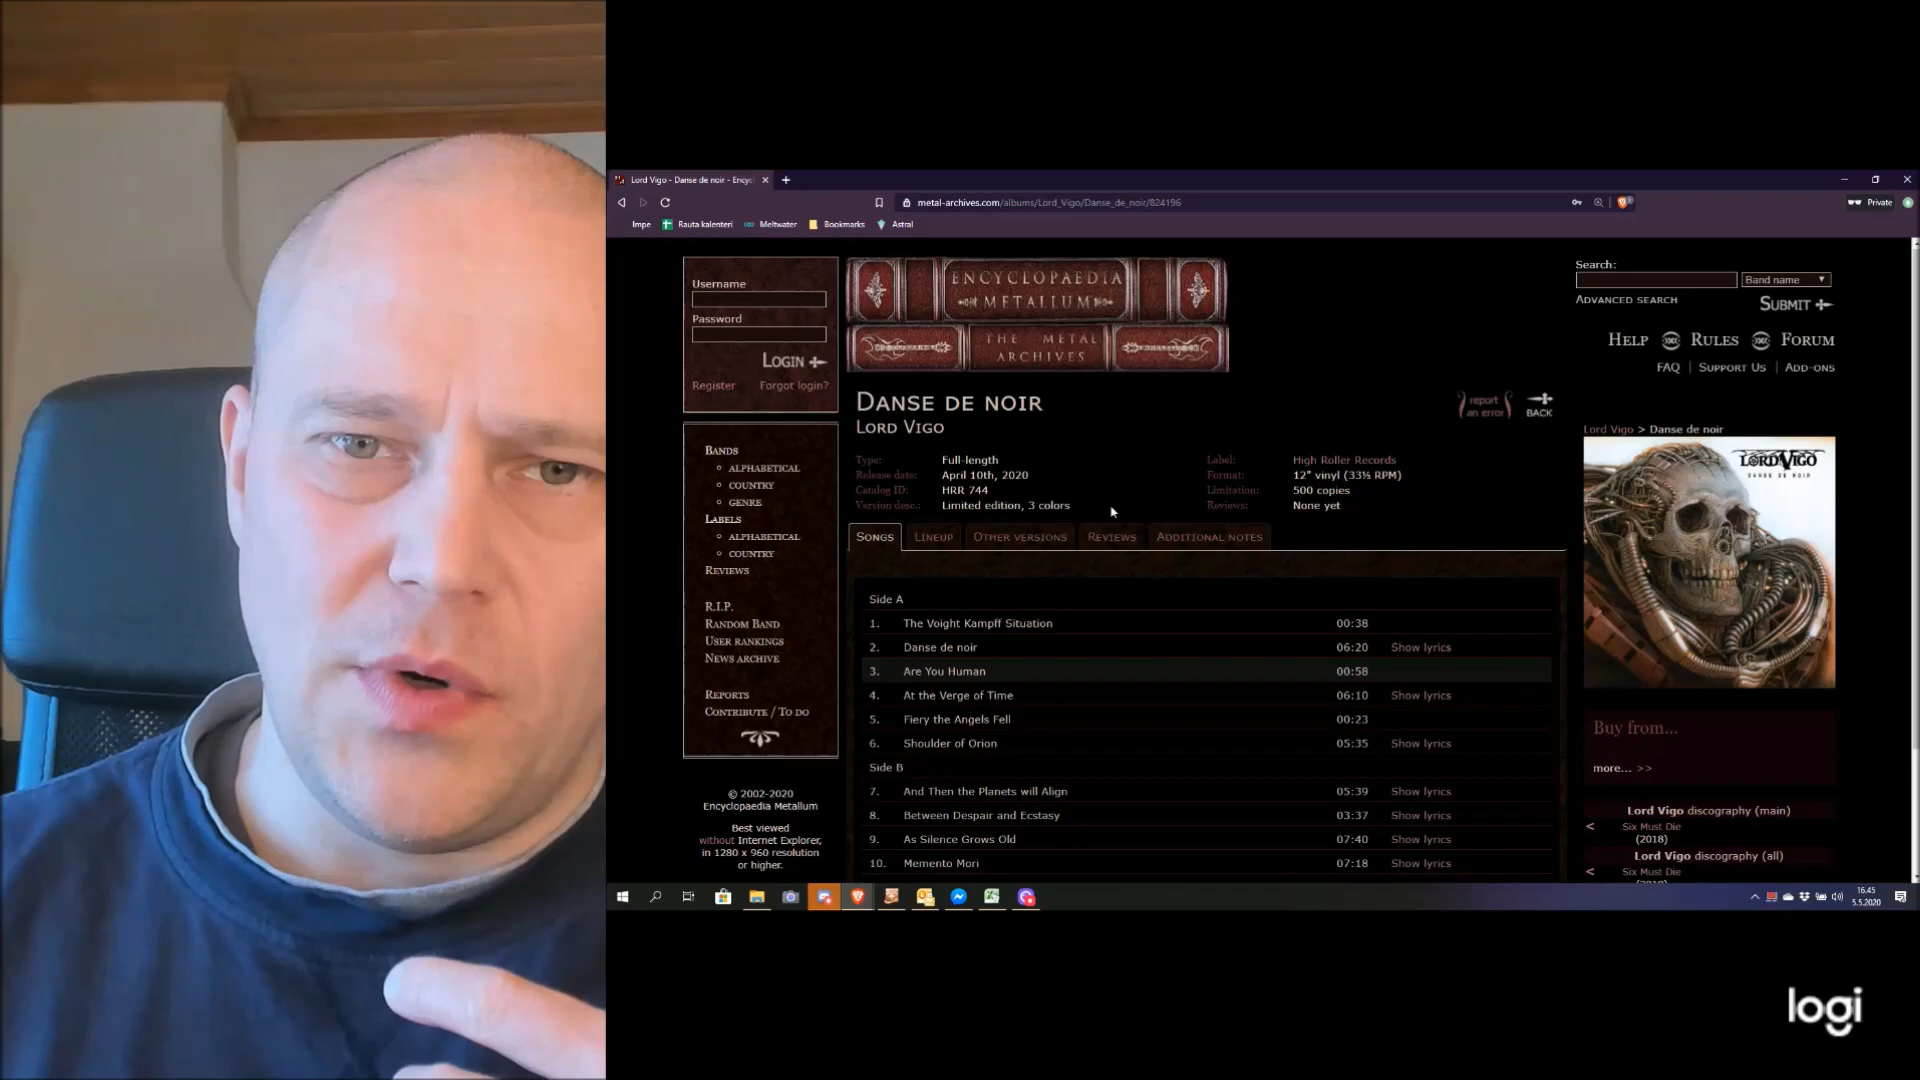 Lord Vigo - Danse de noir - Encyc
metal-archives.com/albums/Lord_Vigo/Danse_de_noir/824196
Private
Impe
Rauta kalenteri
Meltwater
Bookmarks
Astral
Username
Password
LOGIN
Register
Forgot login?
ENCYCLOPAEDIA
METALLUM
THE METAL
ARCHIVES
Search:
Band name
ADVANCED SEARCH
SUBMIT
HELP
RULES
FORUM
FAQ | SUPPORT US | ADD-ONS
DANSE DE NOIR
LORD VIGO
report
an error
BACK
Type: Full-length
Release date: April 10th, 2020
Catalog ID: HRR 744
Version desc.: Limited edition, 3 colors
Label: High Roller Records
Format: 12" vinyl (33⅓ RPM)
Limitation: 500 copies
Reviews: None yet
SONGS
LINEUP
OTHER VERSIONS
REVIEWS
ADDITIONAL NOTES
Side A
1. The Voight Kampff Situation 00:38
2. Danse de noir 06:20 Show lyrics
3. Are You Human 00:58
4. At the Verge of Time 06:10 Show lyrics
5. Fiery the Angels Fell 00:23
6. Shoulder of Orion 05:35 Show lyrics
Side B
7. And Then the Planets will Align 05:39 Show lyrics
8. Between Despair and Ecstasy 03:37 Show lyrics
9. As Silence Grows Old 07:40 Show lyrics
10. Memento Mori 07:18 Show lyrics
BANDS
ALPHABETICAL
COUNTRY
GENRE
LABELS
ALPHABETICAL
COUNTRY
REVIEWS
R.I.P.
RANDOM BAND
USER RANKINGS
NEWS ARCHIVE
REPORTS
CONTRIBUTE / TO DO
© 2002-2020
Encyclopaedia Metallum
Best viewed
without Internet Explorer,
in 1280 x 960 resolution
or higher.
Lord Vigo > Danse de noir
LORD VIGO
DANSE DE NOIR
Buy from...
more... >>
Lord Vigo discography (main)
< Six Must Die
(2018)
Lord Vigo discography (all)
< Six Must Die
16.45
5.5.2020
logi